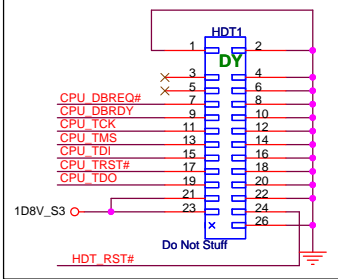 HDT1
1 2
DY
3 4
5 6
CPU_DBREQ# 7 8
CPU_DBRDY 9 10
CPU_TCK 11 12
CPU_TMS 13 14
CPU_TDI 15 16
CPU_TRST# 17 18
CPU_TDO 19 20
21 22
1D8V_S3 23 24
26
Do Not Stuff
HDT_RST#